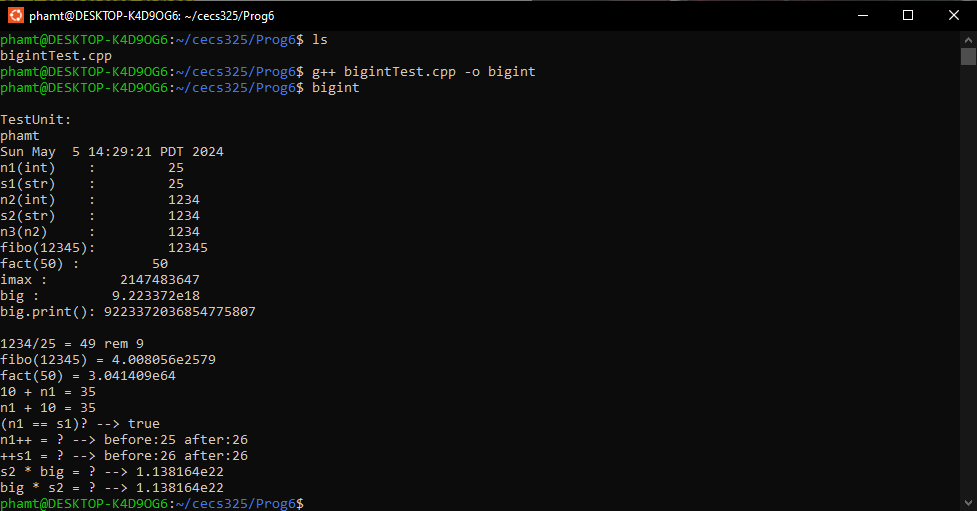 phamt@DESKTOP-K4D9OG6: ~/cecs325/Prog6
phamt@DESKTOP-K4D9OG6:~/cecs325/Prog6$ ls
bigintTest.cpp
phamt@DESKTOP-K4D9OG6:~/cecs325/Prog6$ g++ bigintTest.cpp -o bigint
phamt@DESKTOP-K4D9OG6:~/cecs325/Prog6$ bigint
TestUnit:
phamt
Sun May  5 14:29:21 PDT 2024
n1(int)    :         25
s1(str)    :         25
n2(int)    :         1234
s2(str)    :         1234
n3(n2)     :         1234
fibo(12345):         12345
fact(50) :         50
imax :         2147483647
big :         9.223372e18
big.print(): 9223372036854775807
1234/25 = 49 rem 9
fibo(12345) = 4.008056e2579
fact(50) = 3.041409e64
10 + n1 = 35
n1 + 10 = 35
(n1 == s1)? --> true
n1++ = ? --> before:25 after:26
++s1 = ? --> before:26 after:26
s2 * big = ? --> 1.138164e22
big * s2 = ? --> 1.138164e22
phamt@DESKTOP-K4D9OG6:~/cecs325/Prog6$